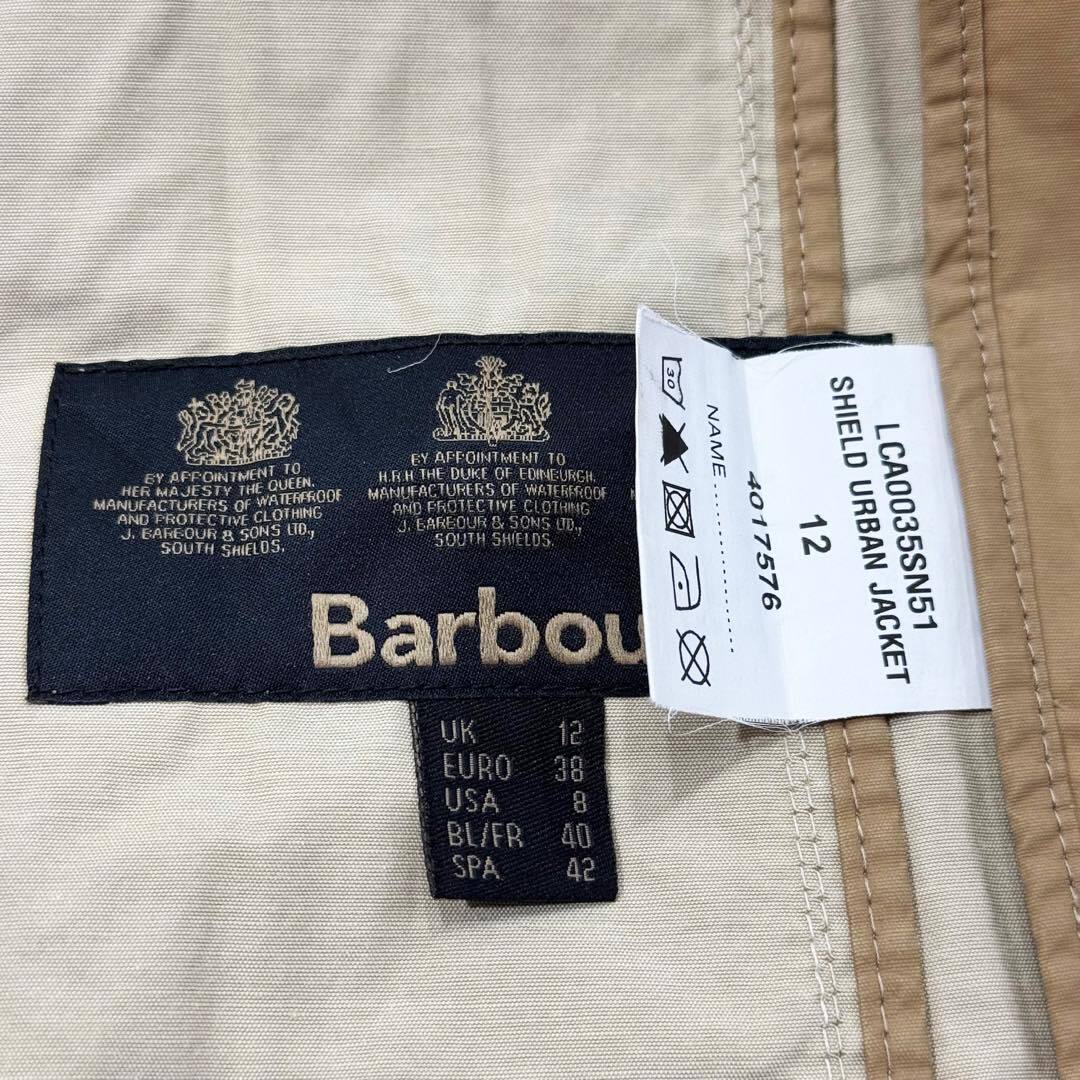 BY APPOINTMENT TO
HER MAJESTY THE QUEEN.
MANUFACTURERS OF WATERPROOF
AND PROTECTIVE CLOTHING
J. BARBOUR & SONS LTD.,
SOUTH SHIELDS.
BY APPOINTMENT TO
H.R.H THE DUKE OF EDINBURGH.
MANUFACTURERS OF WATERPROOF
AND PROTECTIVE CLOTHING
J. BARBOUR & SONS LTD.,
SOUTH SHIELDS.
Barbou
UK 12
EURO 38
USA 8
BL/FR 40
SPA 42
LCA0035SN51
SHIELD URBAN JACKET
12
4017576
NAME ....................
30